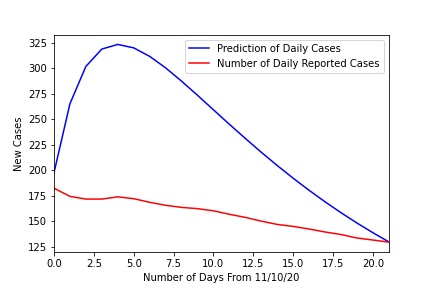 Prediction of Daily Cases
Number of Daily Reported Cases
325
300
275
250
225
200
175
150
125
New Cases
0.0 2.5 5.0 7.5 10.0 12.5 15.0 17.5 20.0
Number of Days From 11/10/20